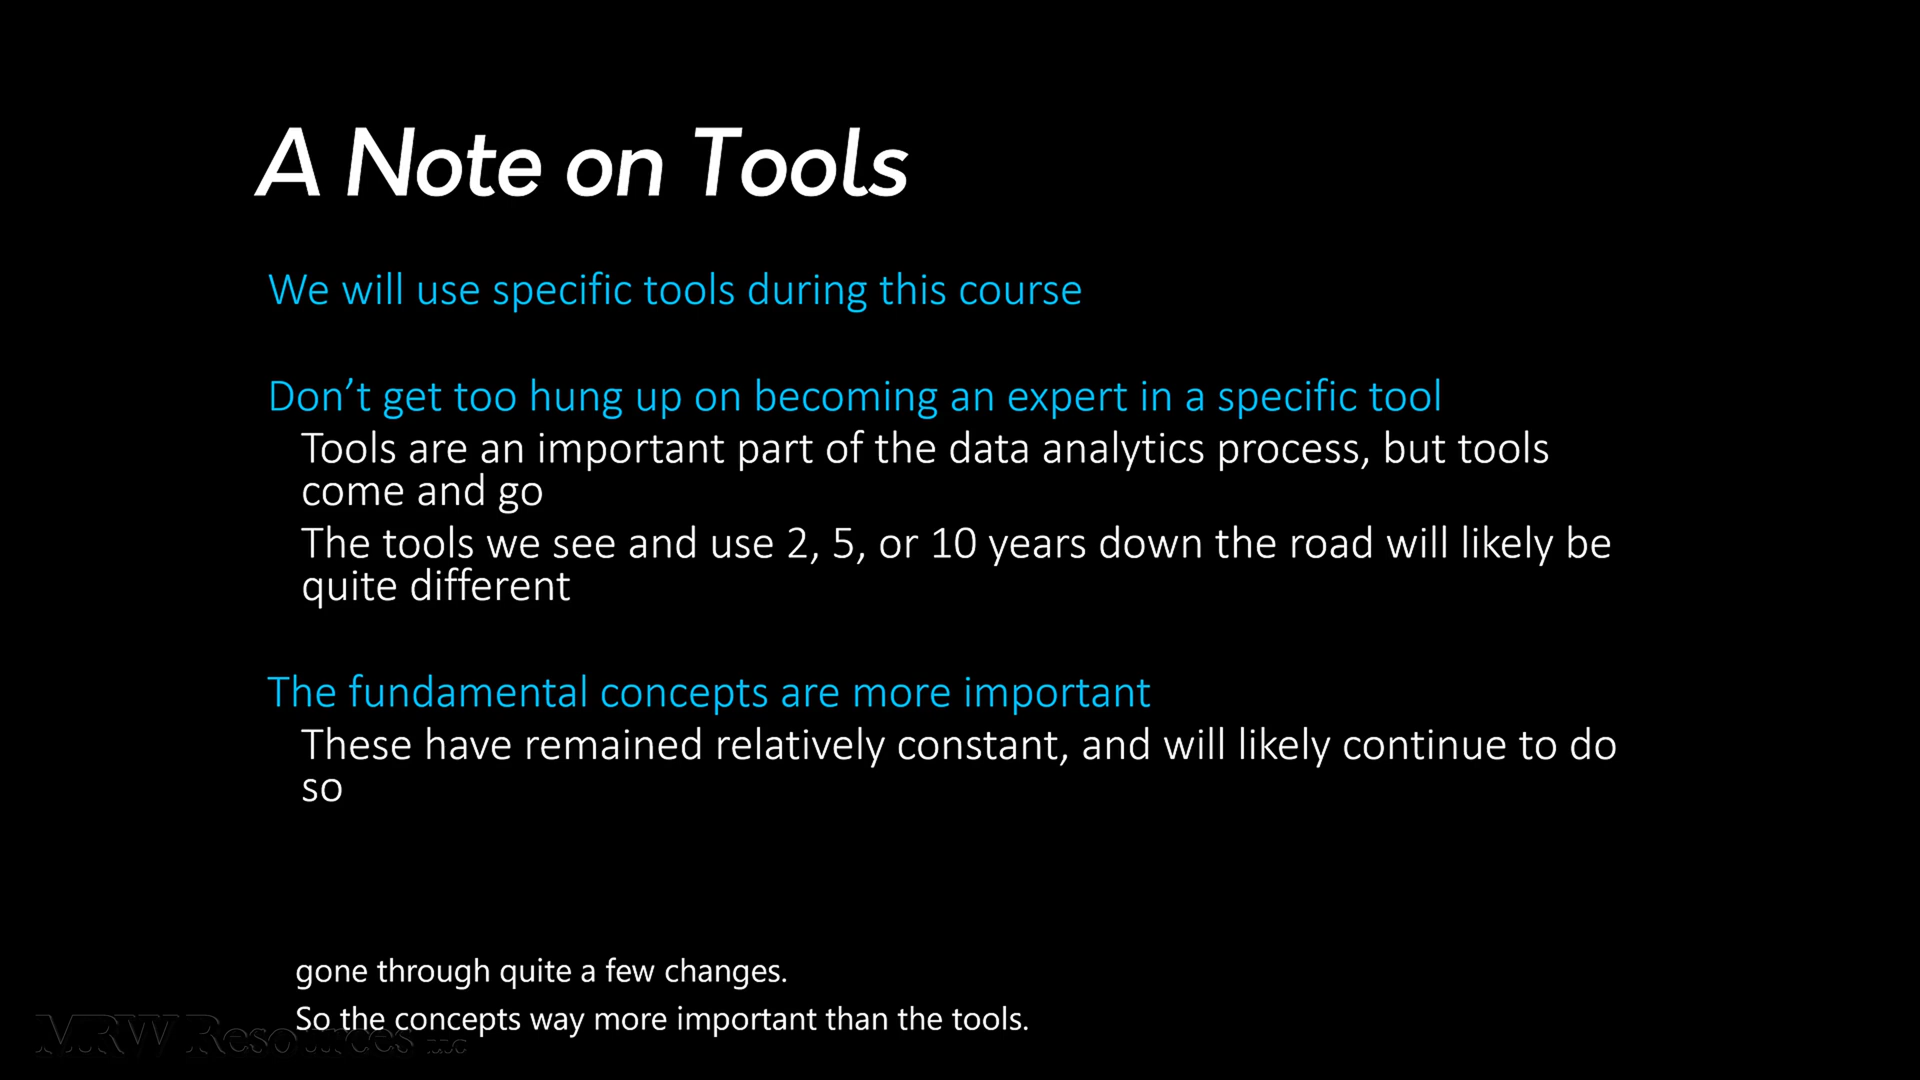 A Note on Tools
We will use specific tools during this course
Don’t get too hung up on becoming an expert in a specific tool
Tools are an important part of the data analytics process, but tools
come and go
The tools we see and use 2, 5, or 10 years down the road will likely be
quite different
The fundamental concepts are more important
These have remained relatively constant, and will likely continue to do
so
gone through quite a few changes.
So the concepts way more important than the tools.
MRW Resources LLC